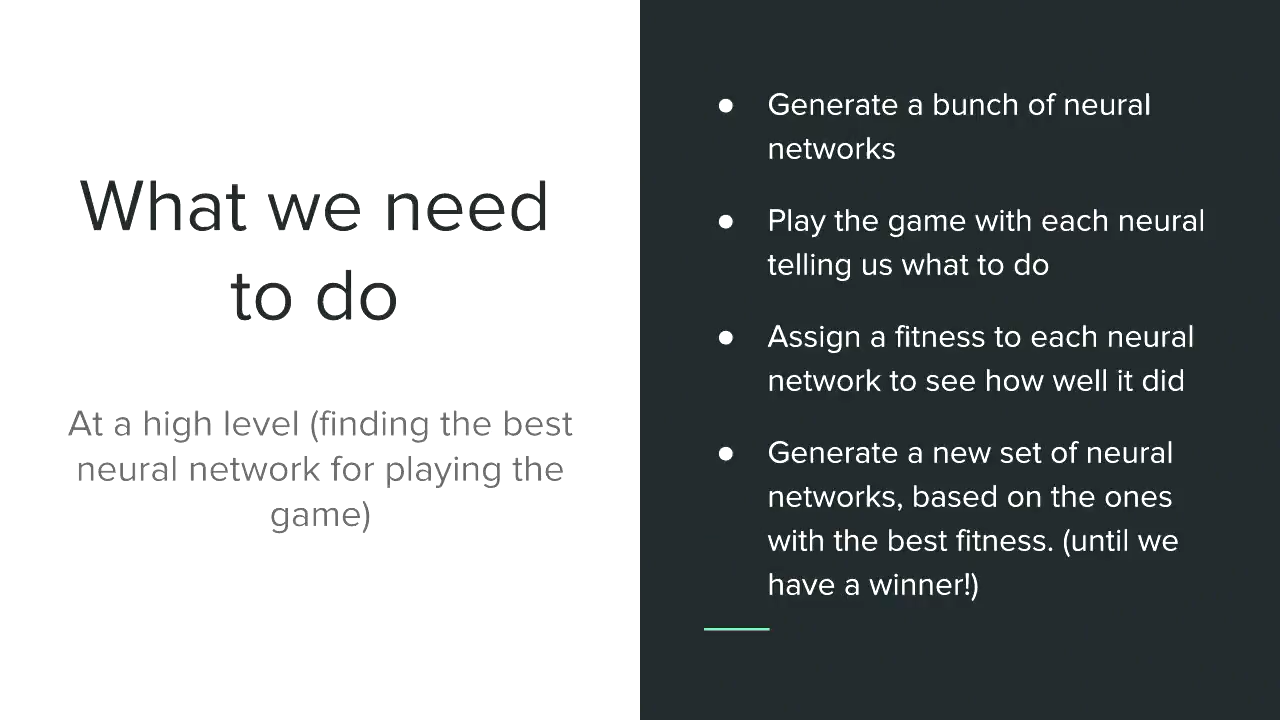 What we need
to do
At a high level (finding the best
neural network for playing the
game)
● Generate a bunch of neural
networks
● Play the game with each neural
telling us what to do
● Assign a fitness to each neural
network to see how well it did
● Generate a new set of neural
networks, based on the ones
with the best fitness. (until we
have a winner!)